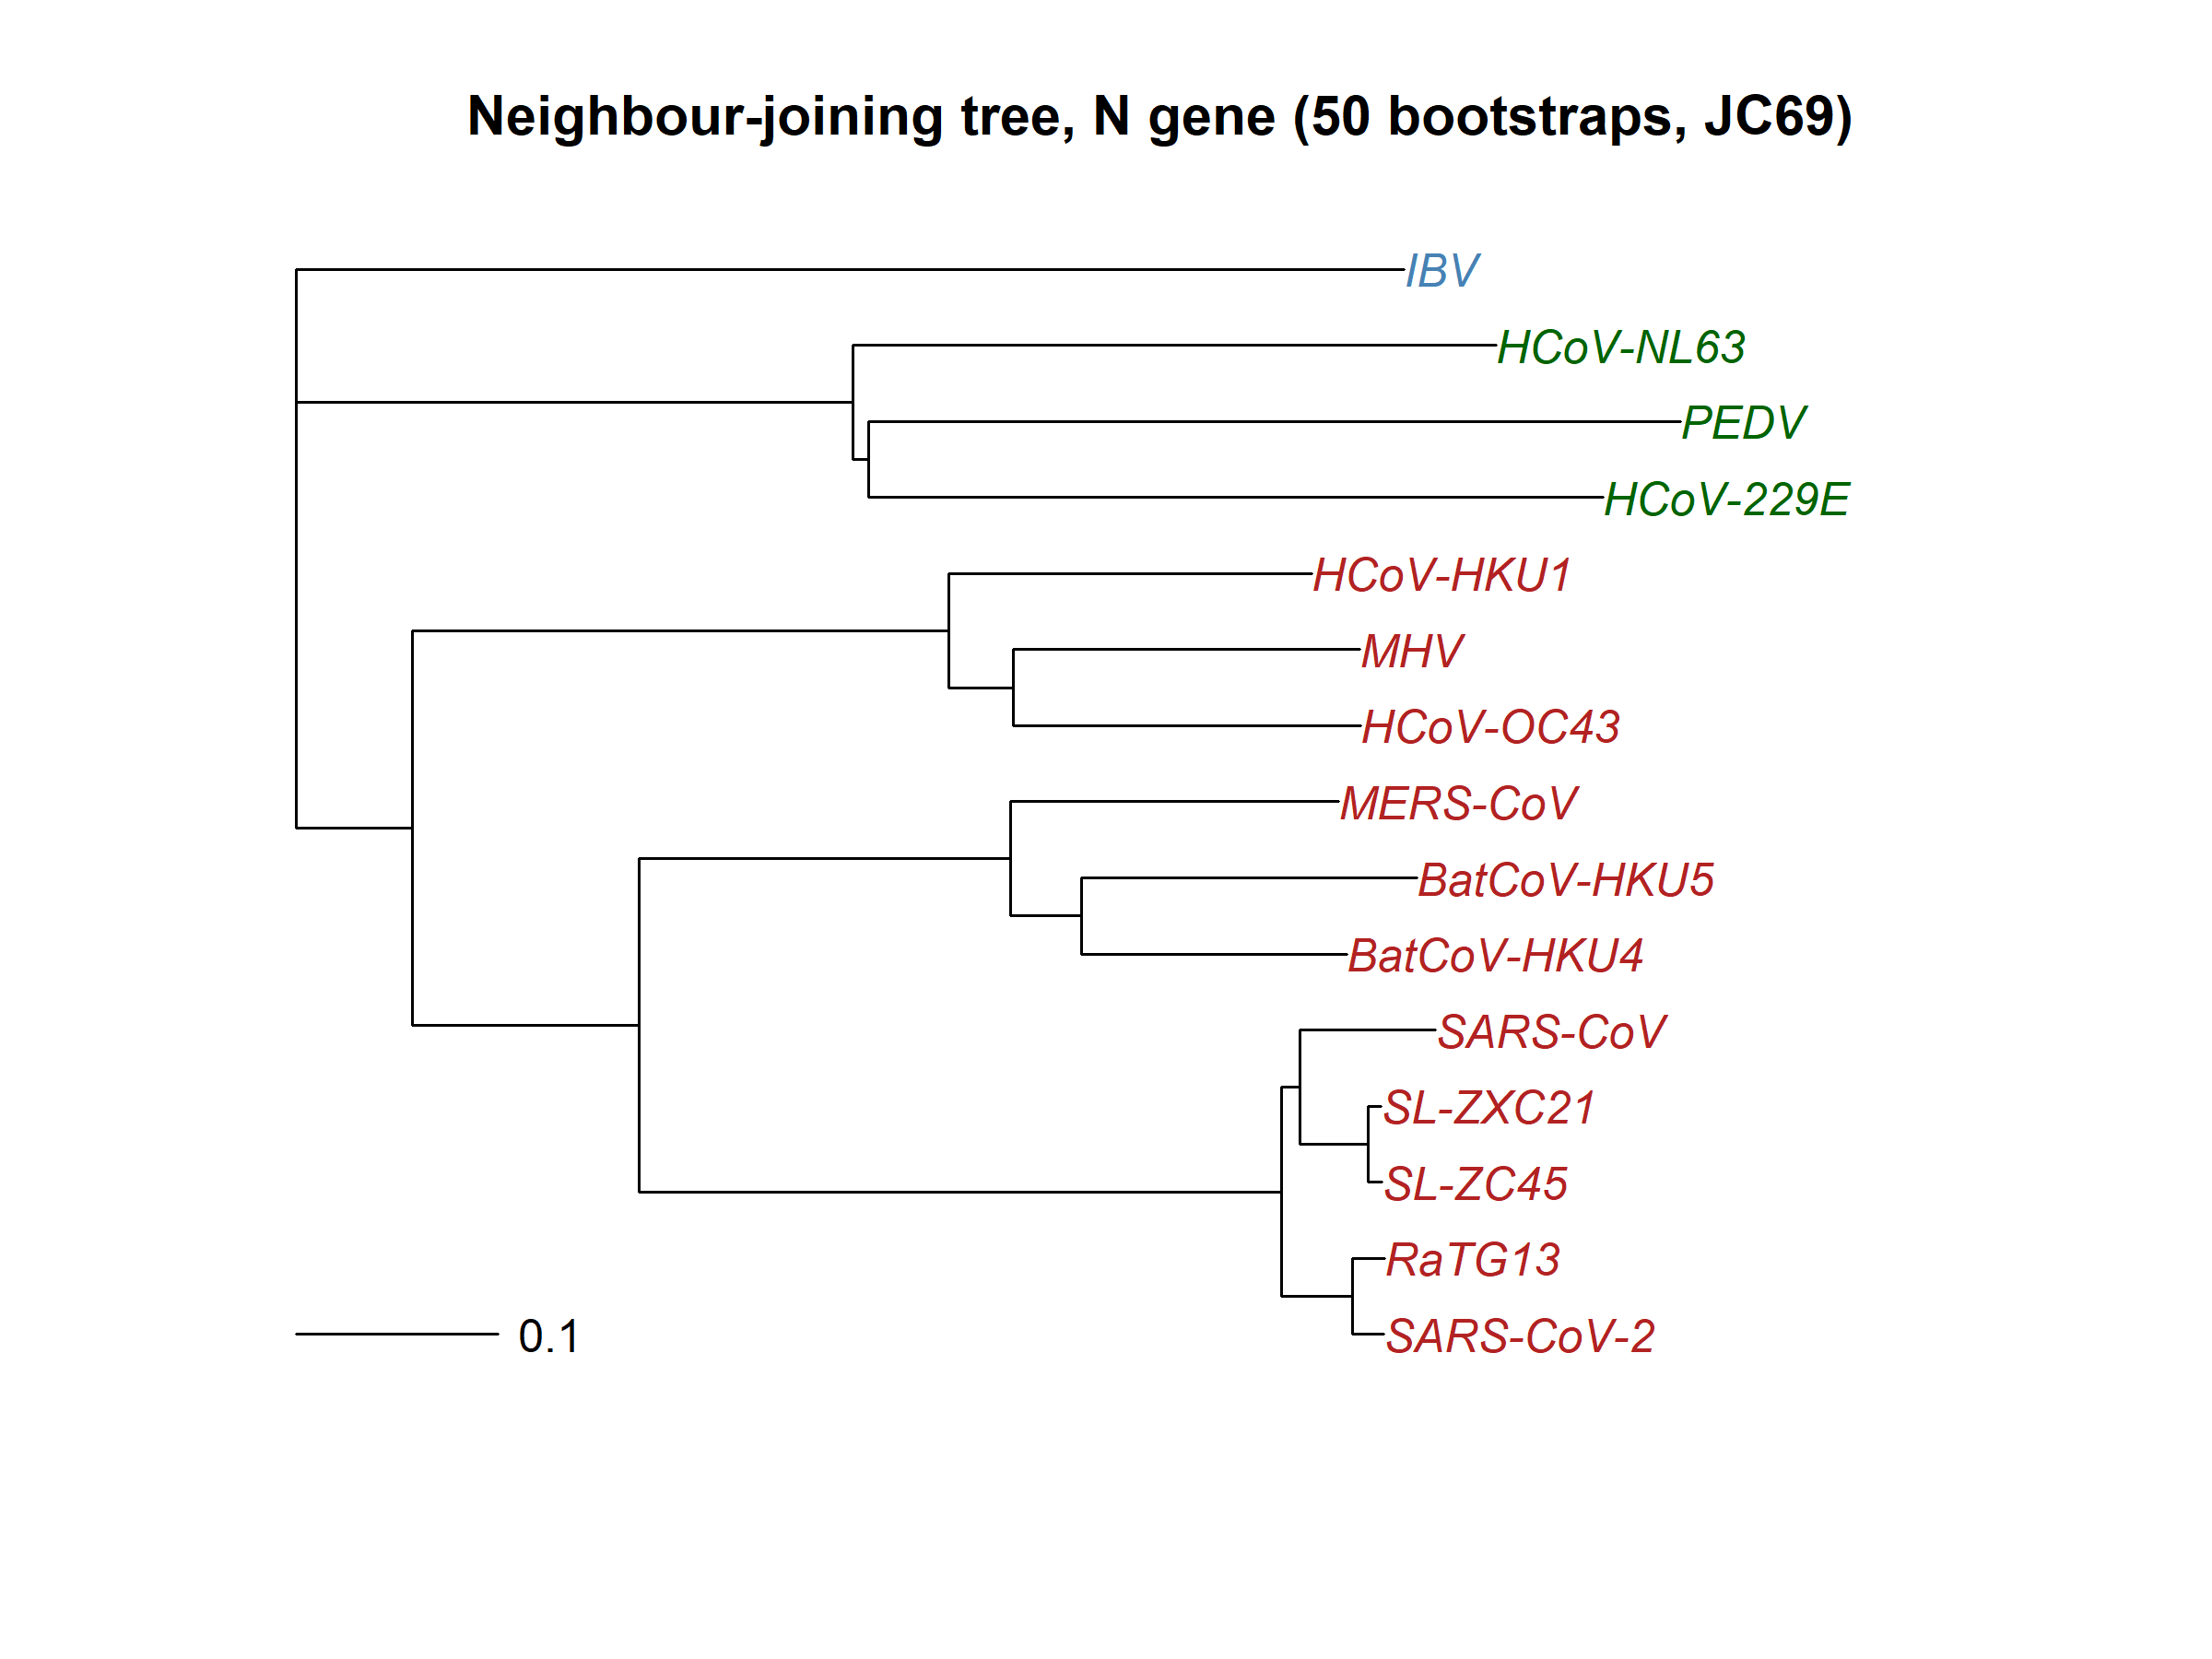 Neighbour-joining tree, N gene (50 bootstraps, JC69)
IBV
HCoV-NL63
PEDV
HCoV-229E
HCoV-HKU1
MHV
HCoV-OC43
MERS-CoV
BatCoV-HKU5
BatCoV-HKU4
SARS-CoV
SL-ZXC21
SL-ZC45
RaTG13
SARS-CoV-2
0.1